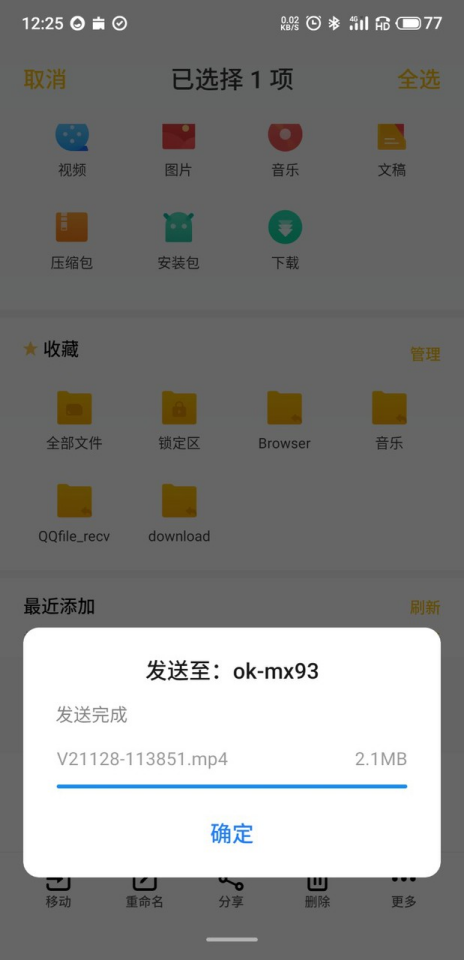 12:25 0.02 KB/S 4G HD 77
取消 已选择 1 项 全选
视频 图片 音乐 文稿
压缩包 安装包 下载
收藏 管理
全部文件 锁定区 Browser 音乐
QQfile_recv download
最近添加 刷新
发送至：ok-mx93
发送完成
V21128-113851.mp4 2.1MB
确定
移动 重命名 分享 删除 更多